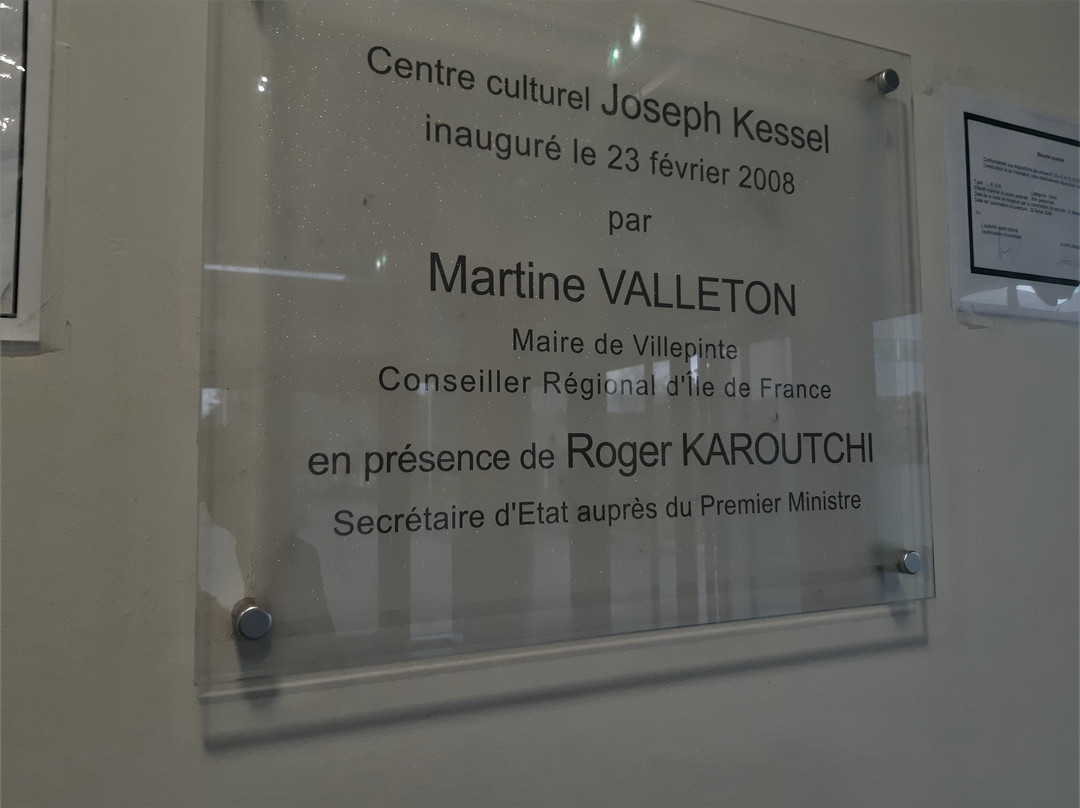 Centre culturel Joseph Kessel
inauguré le 23 février 2008
par
Martine VALLETON
Maire de Villepinte
Conseiller Régional d'Île de France
en présence de Roger KAROUTCHI
Secrétaire d'Etat auprès du Premier Ministre